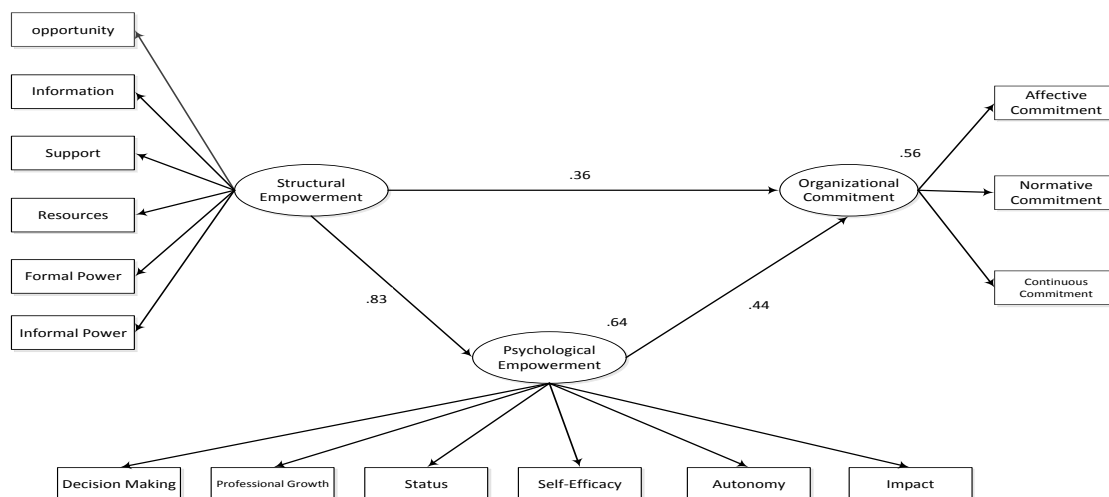 opportunity
Information
Support
Resources
Formal Power
Informal Power
Structural
Empowerment
.36
.56
Organizational
Commitment
Affective
Commitment
Normative
Commitment
Continuous
Commitment
.83
.64
.44
Psychological
Empowerment
Decision Making
Professional Growth
Status
Self-Efficacy
Autonomy
Impact